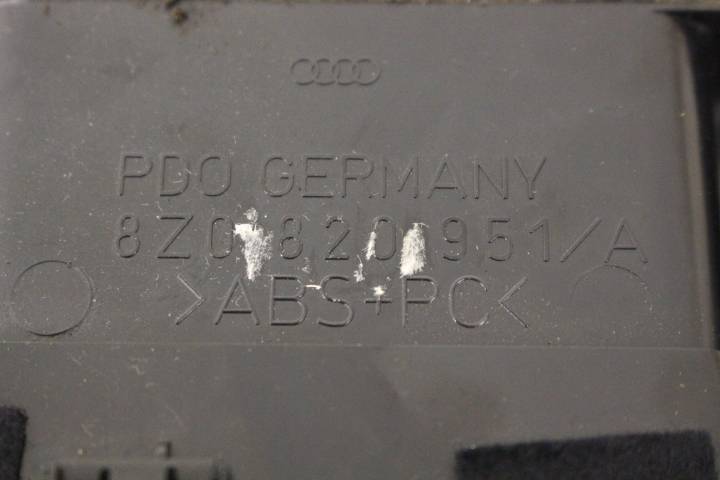 PDO GERMANY
8Z0 820 951/A
>ABS+PC<